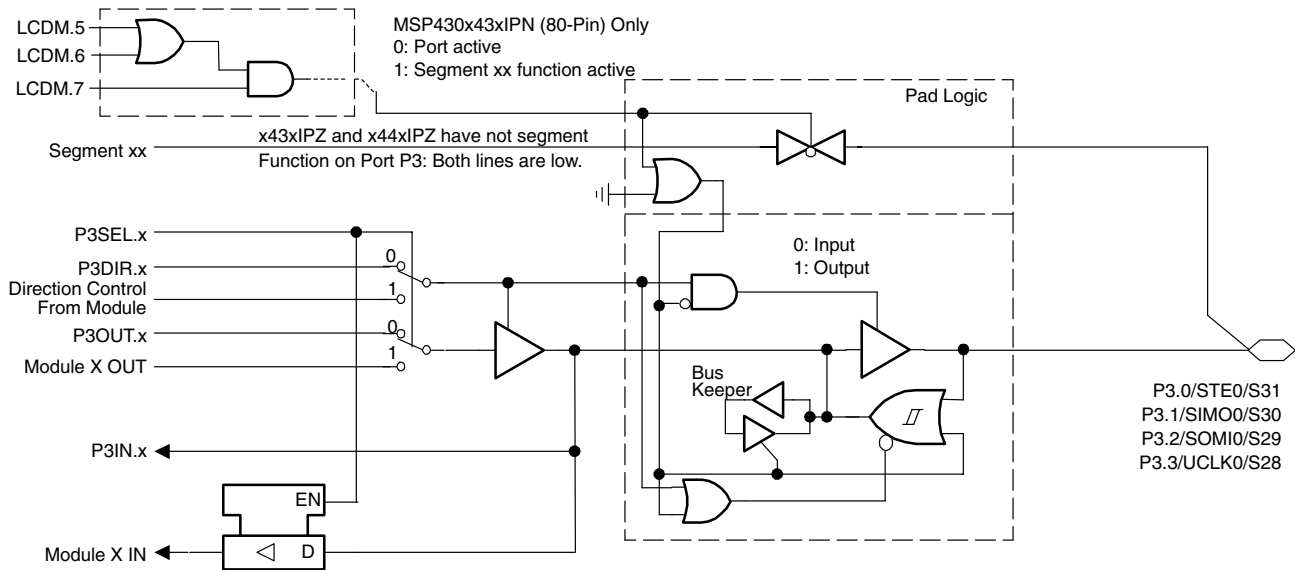 LCDM.5
LCDM.6
LCDM.7
MSP430x43xIPN (80-Pin) Only
0: Port active
1: Segment xx function active
Pad Logic
Segment xx
x43xIPZ and x44xIPZ have not segment
Function on Port P3: Both lines are low.
P3SEL.x
P3DIR.x
0
Direction Control
From Module
1
P3OUT.x
0
Module X OUT
1
0: Input
1: Output
Bus
Keeper
P3.0/STE0/S31
P3.1/SIMO0/S30
P3.2/SOMI0/S29
P3.3/UCLK0/S28
P3IN.x
EN
Module X IN
D